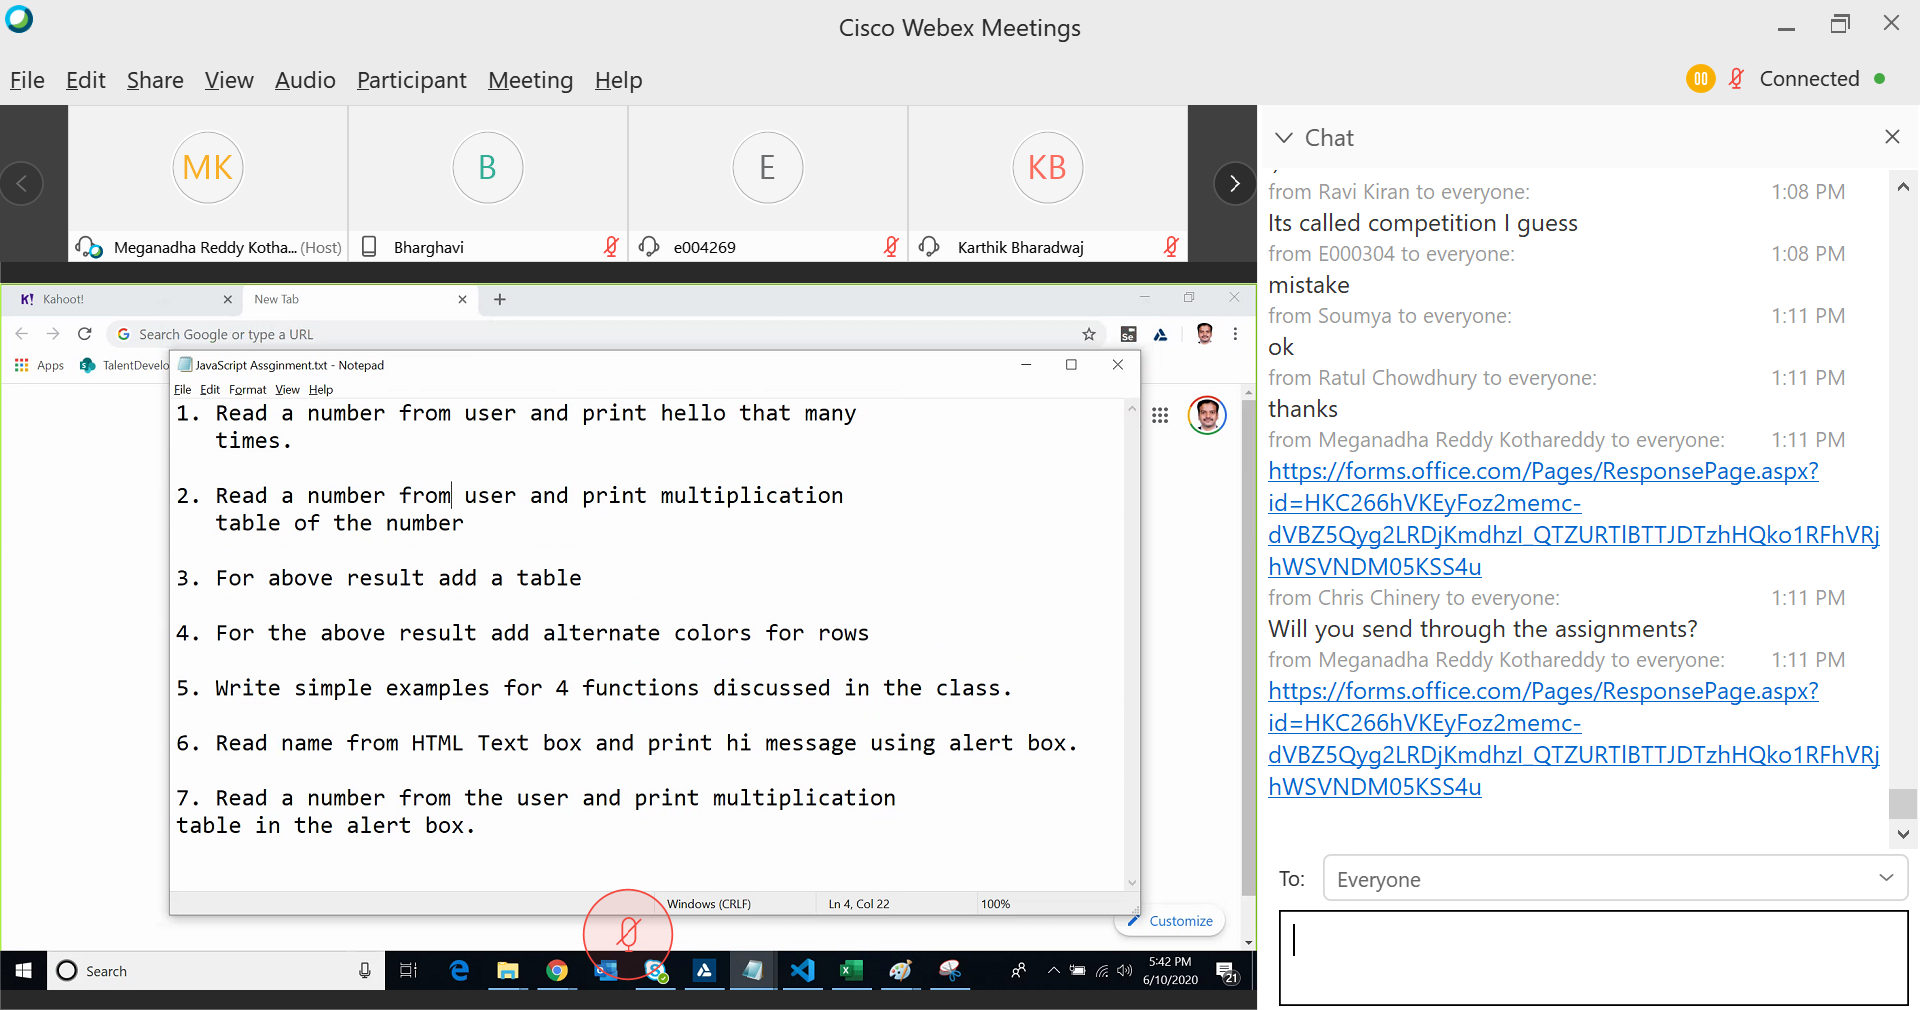 Cisco Webex Meetings
File Edit Share View Audio Participant Meeting Help
Connected
MK
B
E
KB
Meganadha Reddy Kotha... (Host)
Bharghavi
e004269
Karthik Bharadwaj
K! Kahoot!
New Tab
Search Google or type a URL
Se
Apps
TalentDevelo
JavaScript Assginment.txt - Notepad
File Edit Format View Help
1. Read a number from user and print hello that many
times.
2. Read a number from user and print multiplication
table of the number
3. For above result add a table
4. For the above result add alternate colors for rows
5. Write simple examples for 4 functions discussed in the class.
6. Read name from HTML Text box and print hi message using alert box.
7. Read a number from the user and print multiplication
table in the alert box.
Windows (CRLF)
Ln 4, Col 22
100%
Customize
Search
5:42 PM
6/10/2020
21
Chat
from Ravi Kiran to everyone: 1:08 PM
Its called competition I guess
from E000304 to everyone: 1:08 PM
mistake
from Soumya to everyone: 1:11 PM
ok
from Ratul Chowdhury to everyone: 1:11 PM
thanks
from Meganadha Reddy Kothareddy to everyone: 1:11 PM
https://forms.office.com/Pages/ResponsePage.aspx?
id=HKC266hVKEyFoz2memc-
dVBZ5Qyg2LRDjKmdhzI_QTZURTlBTTJDTzhHQko1RFhVRj
hWSVNDM05KSS4u
from Chris Chinery to everyone: 1:11 PM
Will you send through the assignments?
from Meganadha Reddy Kothareddy to everyone: 1:11 PM
https://forms.office.com/Pages/ResponsePage.aspx?
id=HKC266hVKEyFoz2memc-
dVBZ5Qyg2LRDjKmdhzI_QTZURTlBTTJDTzhHQko1RFhVRj
hWSVNDM05KSS4u
To: Everyone